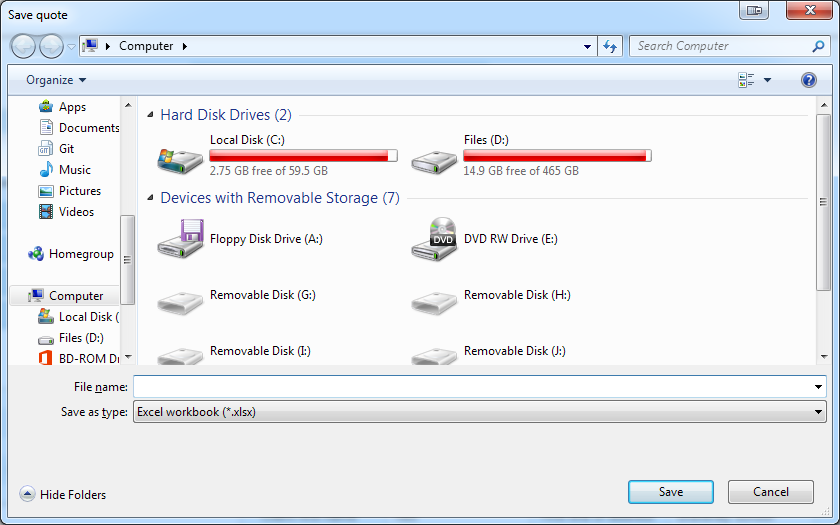 Save quote
Computer
Search Computer
Organize
Apps
Documents
Git
Music
Pictures
Videos
Homegroup
Computer
Local Disk (
Files (D:)
BD-ROM Dr
Hard Disk Drives (2)
Local Disk (C:)
2.75 GB free of 59.5 GB
Files (D:)
14.9 GB free of 465 GB
Devices with Removable Storage (7)
Floppy Disk Drive (A:)
DVD
DVD RW Drive (E:)
Removable Disk (G:)
Removable Disk (H:)
Removable Disk (I:)
Removable Disk (J:)
File name:
Save as type:
Excel workbook (*.xlsx)
Hide Folders
Save
Cancel